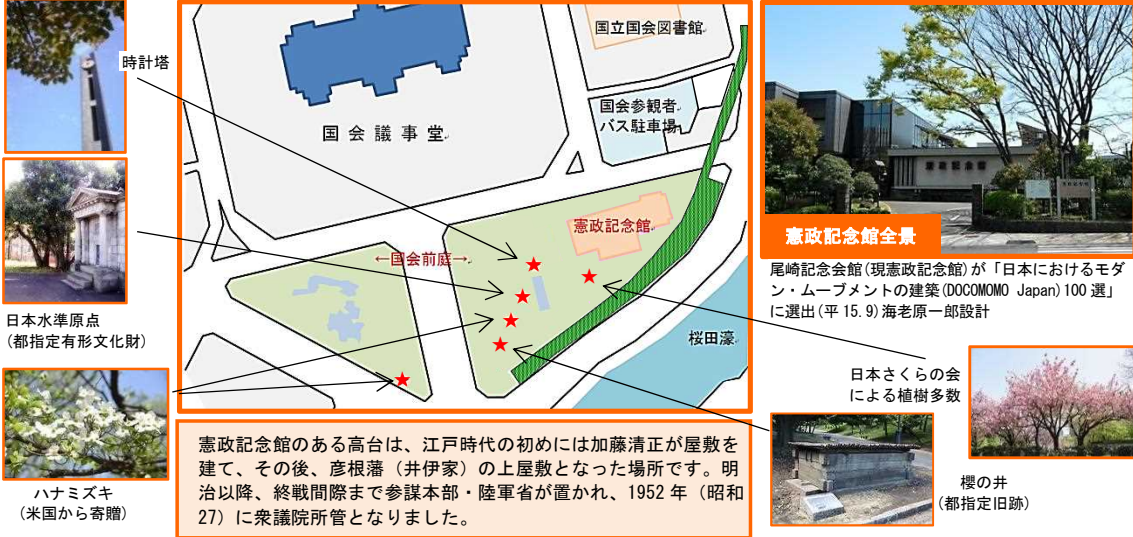 時計塔
国立国会図書館
国会参観者
バス駐車場
国会議事堂
憲政記念館
←国会前庭→
桜田濠
憲政記念館
憲政記念館全景
尾崎記念会館(現憲政記念館)が「日本におけるモダ
ン・ムーブメントの建築(DOCOMOMO Japan)100 選」
に選出(平 15.9)海老原一郎設計
日本水準原点
(都指定有形文化財)
日本さくらの会
による植樹多数
ハナミズキ
(米国から寄贈)
憲政記念館のある高台は、江戸時代の初めには加藤清正が屋敷を
建て、その後、彦根藩（井伊家）の上屋敷となった場所です。明
治以降、終戦間際まで参謀本部・陸軍省が置かれ、1952 年（昭和
27）に衆議院所管となりました。
櫻の井
(都指定旧跡)